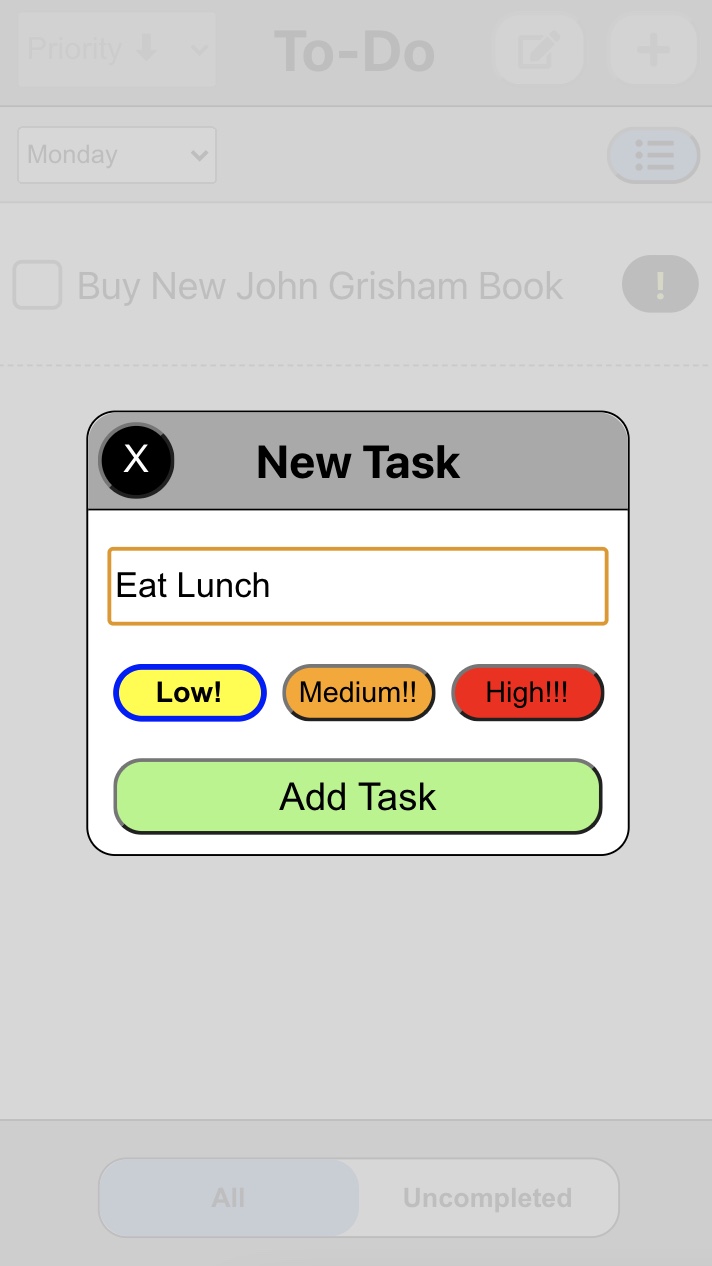 Priority ⬇ To-Do
Monday
Buy New John Grisham Book !
X New Task
Eat Lunch
Low! Medium!! High!!!
Add Task
All Uncompleted